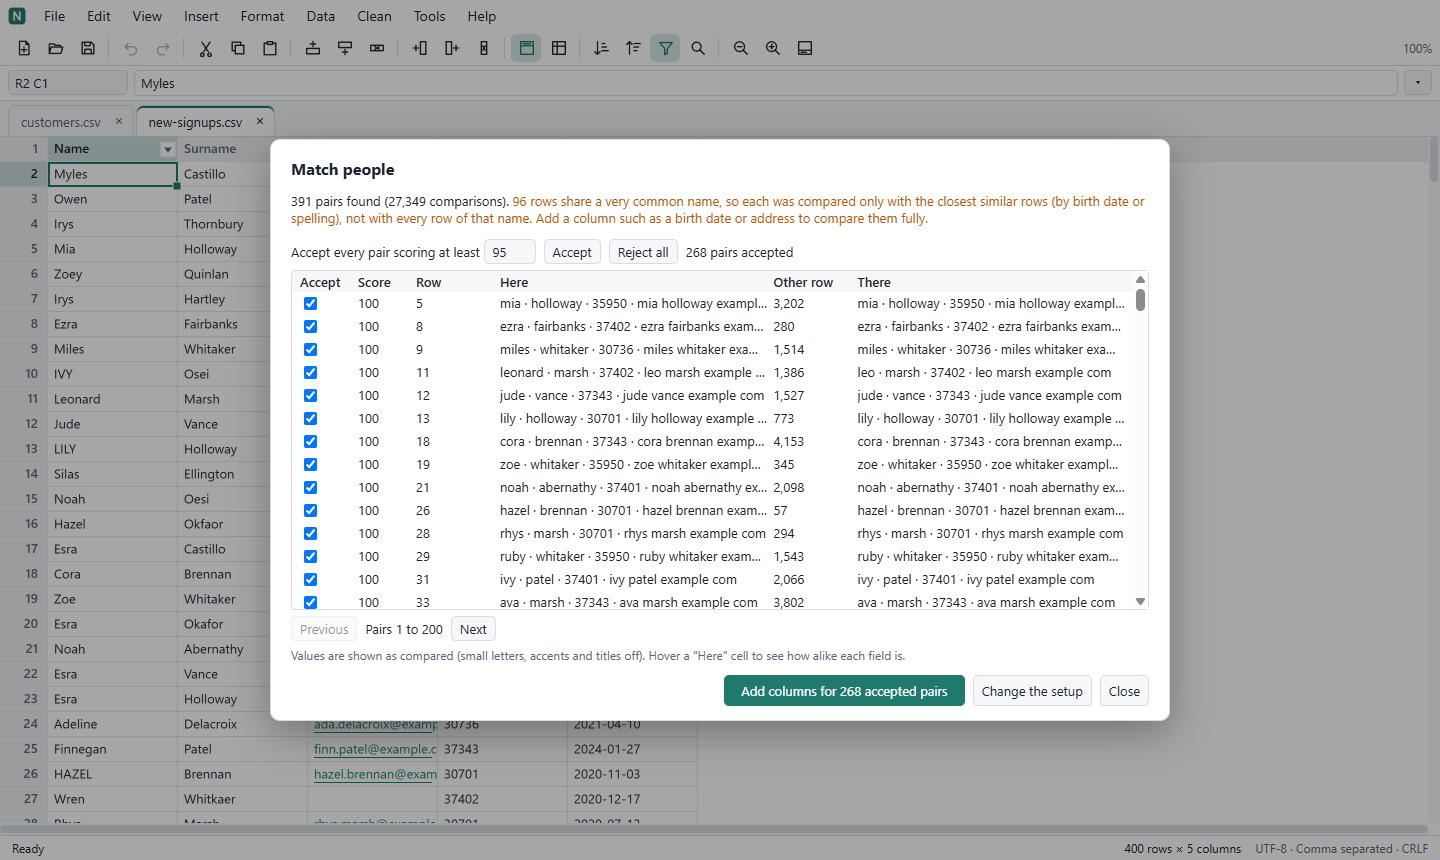 N File Edit View Insert Format Data Clean Tools Help
100%
R2 C1 Myles
customers.csv × new-signups.csv ×
1 Name Surname
2 Myles Castillo
3 Owen Patel
4 Irys Thornbury
5 Mia Holloway
6 Zoey Quinlan
7 Irys Hartley
8 Ezra Fairbanks
9 Miles Whitaker
10 IVY Osei
11 Leonard Marsh
12 Jude Vance
13 LILY Holloway
14 Silas Ellington
15 Noah Oesi
16 Hazel Okfaor
17 Esra Castillo
18 Cora Brennan
19 Zoe Whitaker
20 Esra Okafor
21 Noah Abernathy
22 Esra Vance
23 Esra Holloway
24 Adeline Delacroix ada.delacroix@examp 30736 2021-04-10
25 Finnegan Patel finn.patel@example.c 37343 2024-01-27
26 HAZEL Brennan hazel.brennan@exam 30701 2020-11-03
27 Wren Whitkaer 37402 2020-12-17
28 Rhys Marsh rhys.marsh@example 30701 2020-07-13
Match people
391 pairs found (27,349 comparisons). 96 rows share a very common name, so each was compared only with the closest similar rows (by birth date or
spelling), not with every row of that name. Add a column such as a birth date or address to compare them fully.
Accept every pair scoring at least 95 Accept Reject all 268 pairs accepted
Accept Score Row Here Other row There
100 5 mia · holloway · 35950 · mia holloway exampl... 3,202 mia · holloway · 35950 · mia holloway exampl...
100 8 ezra · fairbanks · 37402 · ezra fairbanks exam... 280 ezra · fairbanks · 37402 · ezra fairbanks exam...
100 9 miles · whitaker · 30736 · miles whitaker exa... 1,514 miles · whitaker · 30736 · miles whitaker exa...
100 11 leonard · marsh · 37402 · leo marsh example ... 1,386 leo · marsh · 37402 · leo marsh example com
100 12 jude · vance · 37343 · jude vance example com 1,527 jude · vance · 37343 · jude vance example com
100 13 lily · holloway · 30701 · lily holloway example ... 773 lily · holloway · 30701 · lily holloway example ...
100 18 cora · brennan · 37343 · cora brennan examp... 4,153 cora · brennan · 37343 · cora brennan examp...
100 19 zoe · whitaker · 35950 · zoe whitaker exampl... 345 zoe · whitaker · 35950 · zoe whitaker exampl...
100 21 noah · abernathy · 37401 · noah abernathy ex... 2,098 noah · abernathy · 37401 · noah abernathy ex...
100 26 hazel · brennan · 30701 · hazel brennan exam... 57 hazel · brennan · 30701 · hazel brennan exam...
100 28 rhys · marsh · 30701 · rhys marsh example com 294 rhys · marsh · 30701 · rhys marsh example com
100 29 ruby · whitaker · 35950 · ruby whitaker exam... 1,543 ruby · whitaker · 35950 · ruby whitaker exam...
100 31 ivy · patel · 37401 · ivy patel example com 2,066 ivy · patel · 37401 · ivy patel example com
100 33 ava · marsh · 37343 · ava marsh example com 3,802 ava · marsh · 37343 · ava marsh example com
Previous Pairs 1 to 200 Next
Values are shown as compared (small letters, accents and titles off). Hover a "Here" cell to see how alike each field is.
Add columns for 268 accepted pairs Change the setup Close
Ready 400 rows × 5 columns UTF-8 · Comma separated · CRLF